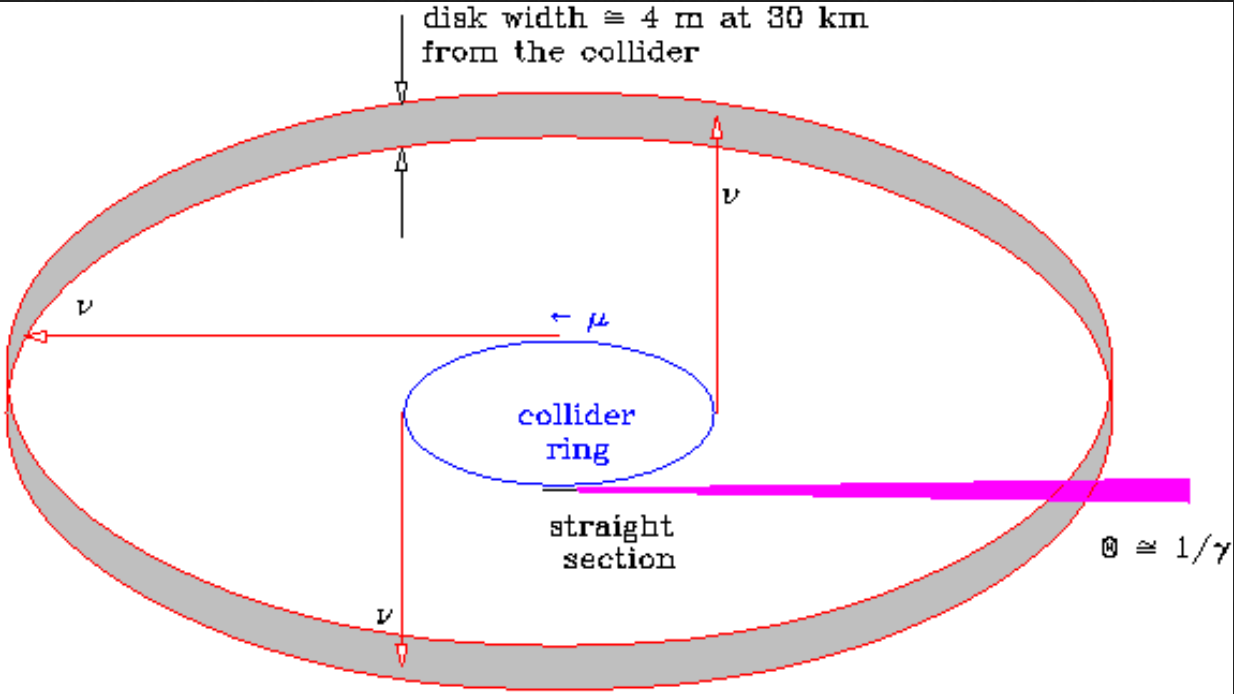 disk width ≅ 4 m at 30 km
from the collider
ν
ν
← μ
collider
ring
straight
section
Θ ≅ 1/γ
ν